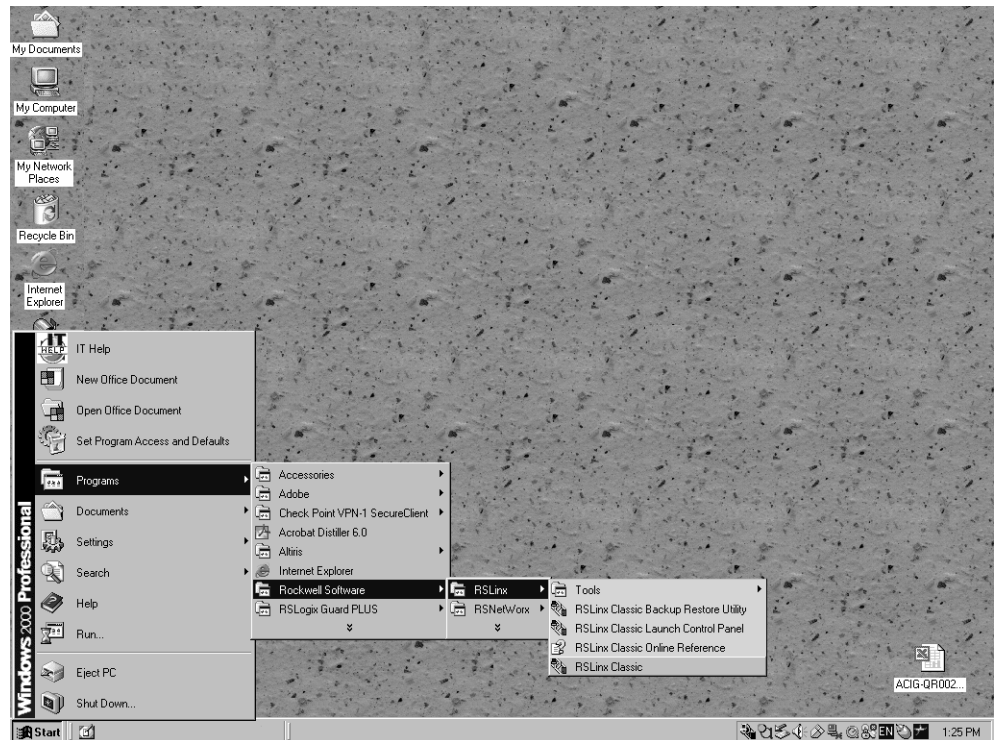 My Documents
My Computer
My Network
Places
Recycle Bin
Internet
Explorer
HELP
IT Help
New Office Document
Open Office Document
Set Program Access and Defaults
Programs
Documents
Settings
Search
Help
Run...
Eject PC
Shut Down...
Windows 2000 Professional
Accessories
Adobe
Check Point VPN-1 SecureClient
Acrobat Distiller 6.0
Altiris
Internet Explorer
Rockwell Software
RSLogix Guard PLUS
RSLinx
RSNetWorx
Tools
RSLinx Classic Backup Restore Utility
RSLinx Classic Launch Control Panel
RSLinx Classic Online Reference
RSLinx Classic
ACIG-QR002...
Start
EN
1:25 PM